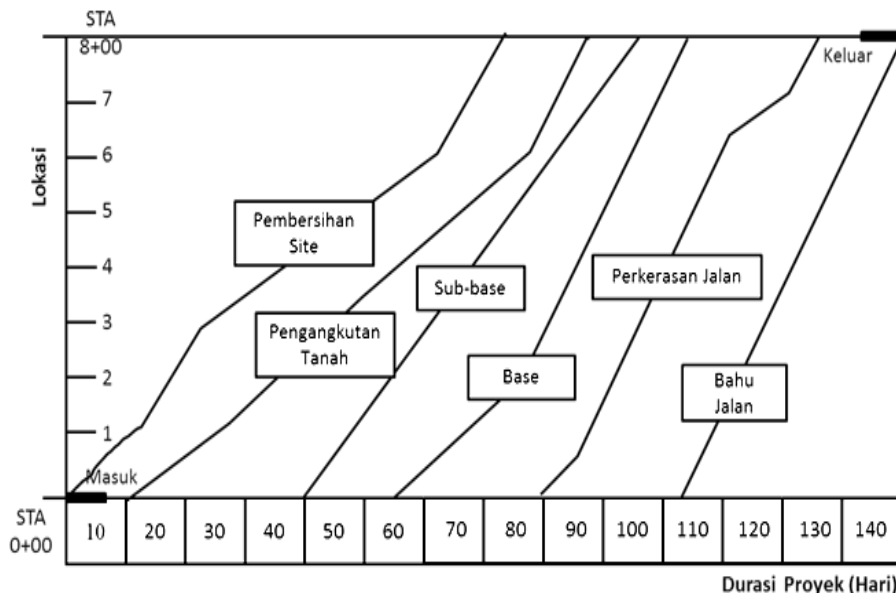 STA
8+00
Keluar
7
6
Lokasi
5
Pembersihan
Site
4
Sub-base
Perkerasan Jalan
3
Pengangkutan
Tanah
2
Base
Bahu
Jalan
1
Masuk
STA
0+00
10 20 30 40 50 60 70 80 90 100 110 120 130 140
Durasi Proyek (Hari)